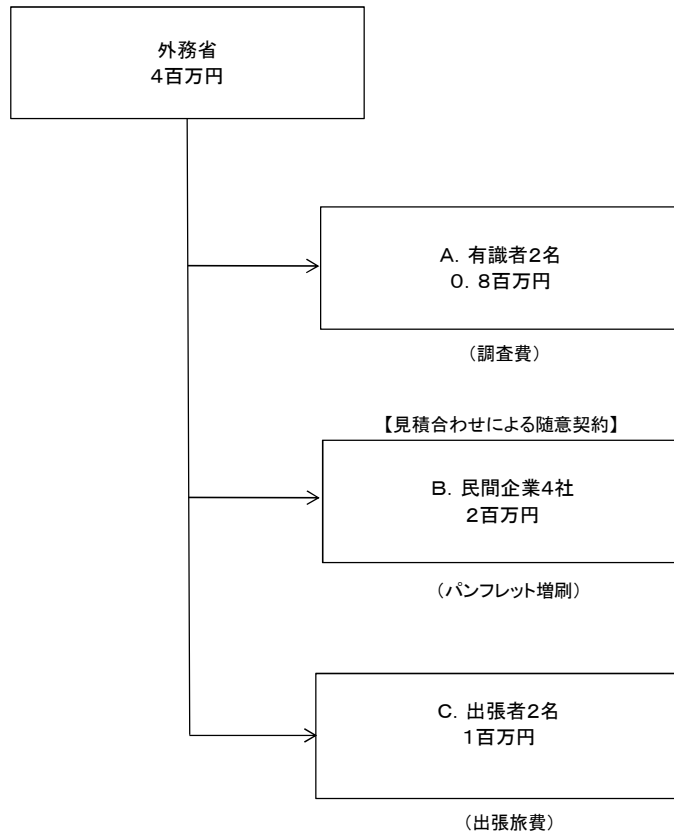 外務省
4百万円
A. 有識者2名
0. 8百万円
（調査費）
【見積合わせによる随意契約】
B. 民間企業4社
2百万円
（パンフレット増刷）
C. 出張者2名
1百万円
（出張旅費）